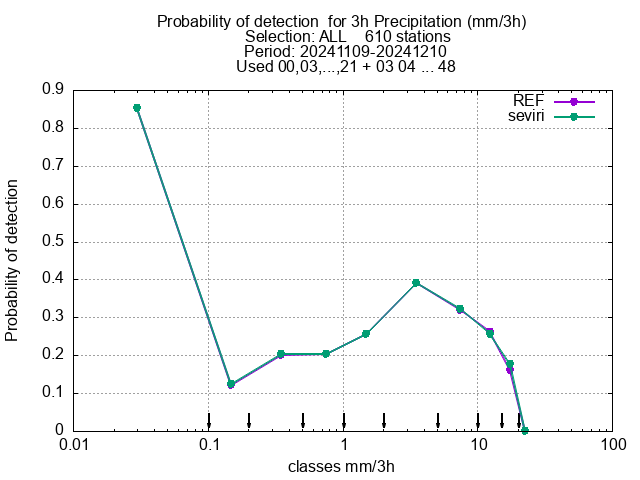 Probability of detection  for 3h Precipitation (mm/3h)
Selection: ALL    610 stations
Period: 20241109-20241210
Used 00,03,...,21 + 03 04 ... 48
REF
seviri
0.9
0.8
0.7
0.6
0.5
0.4
0.3
0.2
0.1
0
Probability of detection
0.01 0.1 1 10 100
classes mm/3h